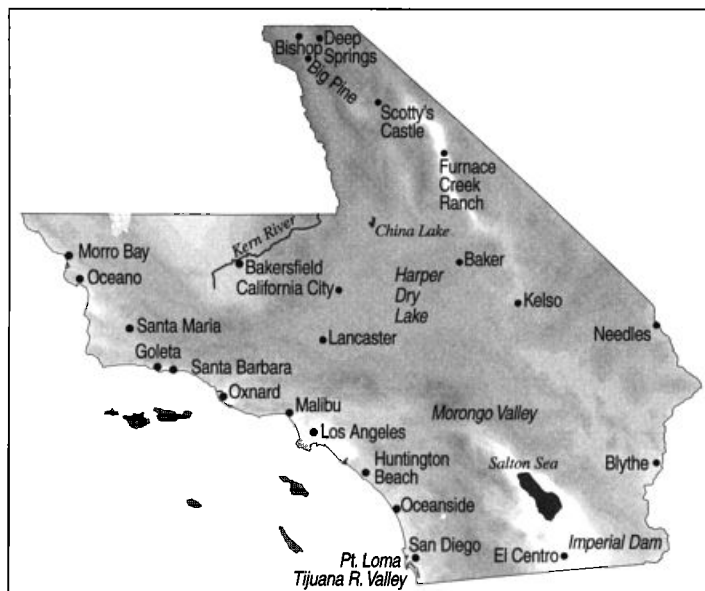 Bishop
Deep
Springs
Big Pine
Scotty's
Castle
Furnace
Creek
Ranch
Kern River
China Lake
Morro Bay
Oceano
Bakersfield
California City
Harper
Dry
Lake
Baker
Kelso
Santa Maria
Lancaster
Needles
Goleta
Santa Barbara
Oxnard
Malibu
Morongo Valley
Los Angeles
Salton Sea
Blythe
Huntington
Beach
Oceanside
San Diego
El Centro
Imperial Dam
Pt. Loma
Tijuana R. Valley